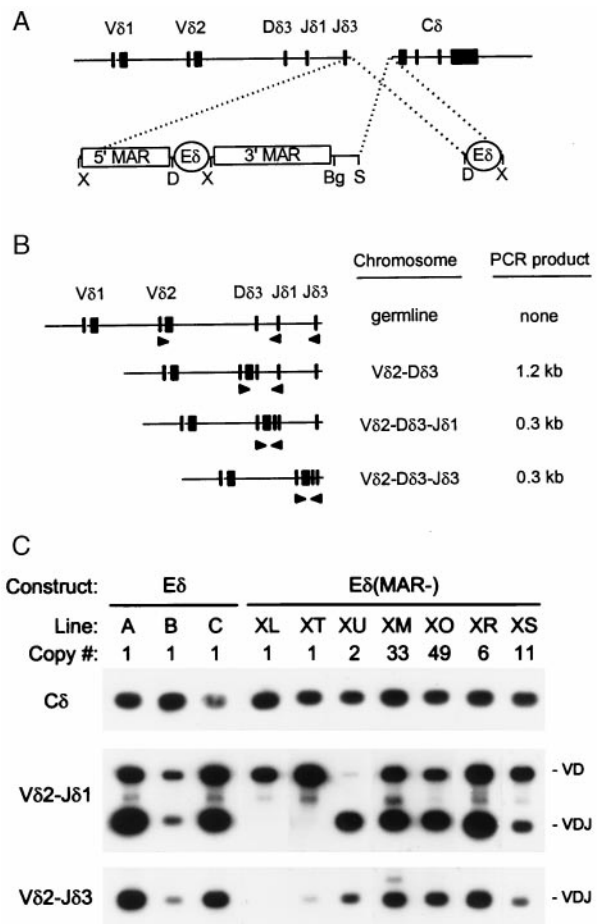 A
Vδ1 Vδ2 Dδ3 Jδ1 Jδ3 Cδ
5' MAR Eδ 3' MAR Eδ
X D X Bg S D X
B
Chromosome PCR product
Vδ1 Vδ2 Dδ3 Jδ1 Jδ3
germline none
Vδ2-Dδ3 1.2 kb
Vδ2-Dδ3-Jδ1 0.3 kb
Vδ2-Dδ3-Jδ3 0.3 kb
C
Construct: Eδ Eδ(MAR-)
Line: A B C XL XT XU XM XO XR XS
Copy #: 1 1 1 1 1 2 33 49 6 11
Cδ
- VD
Vδ2-Jδ1
- VDJ
Vδ2-Jδ3 - VDJ